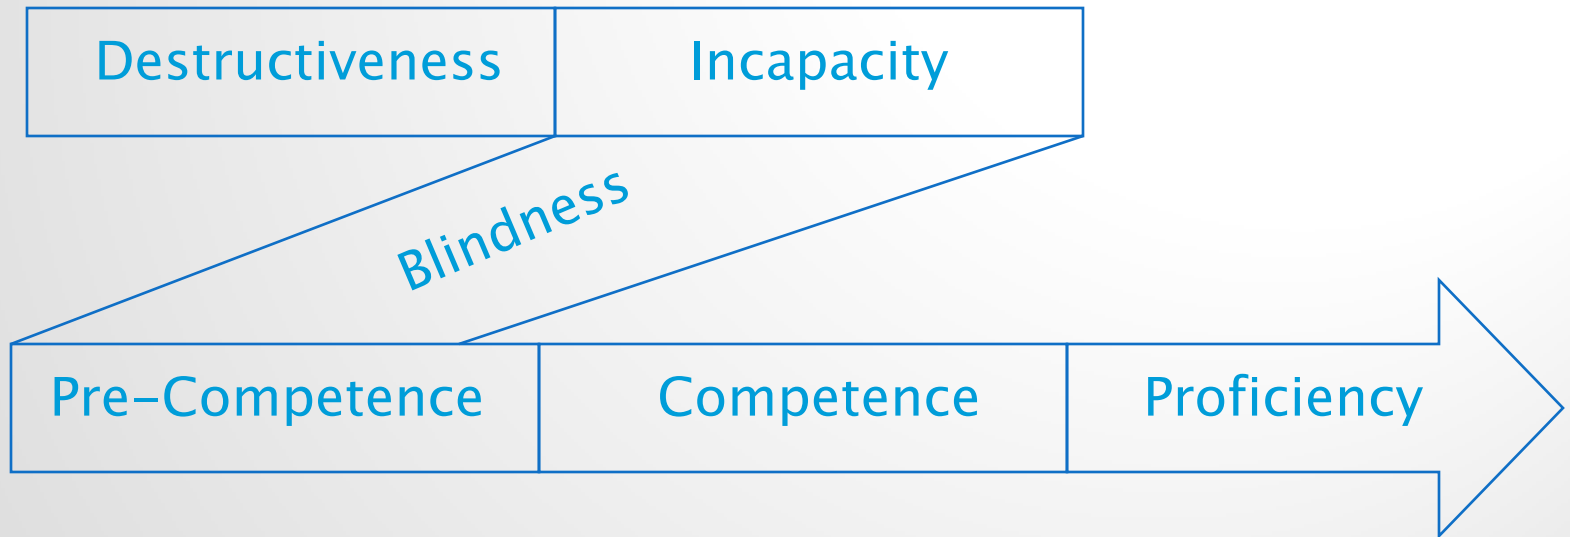 Destructiveness
Incapacity
Blindness
Pre-Competence
Competence
Proficiency